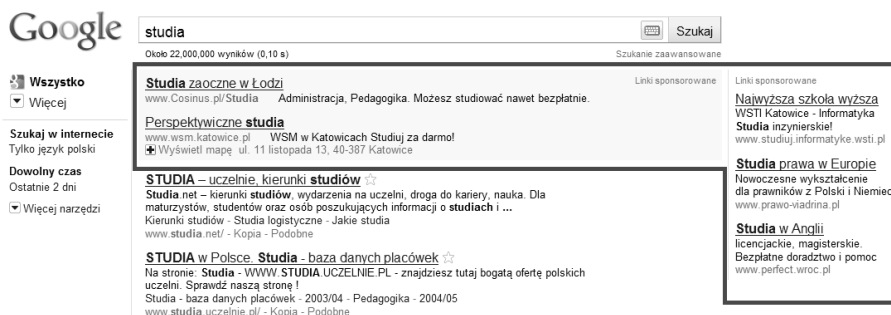 Google
studia
Szukaj
Około 22,000,000 wyników (0,10 s)
Szukanie zaawansowane
Wszystko
Więcej
Szukaj w internecie
Tylko język polski
Dowolny czas
Ostatnie 2 dni
Więcej narzędzi
Studia zaoczne w Łodzi
Linki sponsorowane
www.Cosinus.pl/Studia Administracja, Pedagogika. Możesz studiować nawet bezpłatnie.
Perspektywiczne studia
www.wsm.katowice.pl WSM w Katowicach Studiuj za darmo!
Wyświetl mapę ul. 11 listopada 13, 40-387 Katowice
STUDIA – uczelnie, kierunki studiów
Studia.net – kierunki studiów, wydarzenia na uczelni, droga do kariery, nauka. Dla
maturzystów, studentów oraz osób poszukujących informacji o studiach i ...
Kierunki studiów - Studia logistyczne - Jakie studia
www.studia.net/ - Kopia - Podobne
STUDIA w Polsce. Studia - baza danych placówek
Na stronie: Studia - WWW.STUDIA.UCZELNIE.PL - znajdziesz tutaj bogatą ofertę polskich
uczelni. Sprawdź naszą stronę !
Studia - baza danych placówek - 2003/04 - Pedagogika - 2004/05
www.studia.uczelnie.pl/ - Kopia - Podobne
Linki sponsorowane
Najwyższa szkoła wyższa
WSTI Katowice - Informatyka
Studia inzynierskie!
www.studiuj.informatyke.wsti.pl
Studia prawa w Europie
Nowoczesne wykształcenie
dla prawników z Polski i Niemiec
www.prawo-viadrina.pl
Studia w Anglii
licencjackie, magisterskie.
Bezpłatne doradztwo i pomoc
www.perfect.wroc.pl